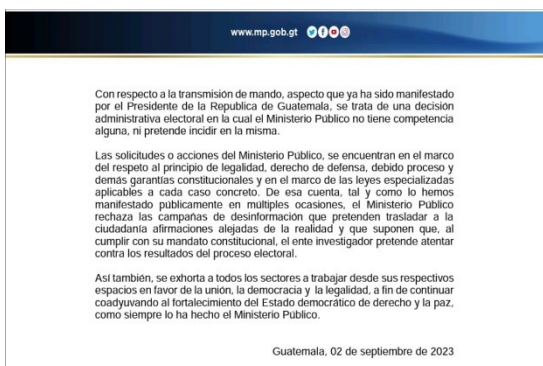 www.mp.gob.gt
Con respecto a la transmisión de mando, aspecto que ya ha sido manifestado
por el Presidente de la Republica de Guatemala, se trata de una decisión
administrativa electoral en la cual el Ministerio Público no tiene competencia
alguna, ni pretende incidir en la misma.
Las solicitudes o acciones del Ministerio Público, se encuentran en el marco
del respeto al principio de legalidad, derecho de defensa, debido proceso y
demás garantías constitucionales y en el marco de las leyes especializadas
aplicables a cada caso concreto. De esa cuenta, tal y como lo hemos
manifestado públicamente en múltiples ocasiones, el Ministerio Público
rechaza las campañas de desinformación que pretenden trasladar a la
ciudadanía afirmaciones alejadas de la realidad y que suponen que, al
cumplir con su mandato constitucional, el ente investigador pretende atentar
contra los resultados del proceso electoral.
Así también, se exhorta a todos los sectores a trabajar desde sus respectivos
espacios en favor de la unión, la democracia y la legalidad, a fin de continuar
coadyuvando al fortalecimiento del Estado democrático de derecho y la paz,
como siempre lo ha hecho el Ministerio Público.
Guatemala, 02 de septiembre de 2023